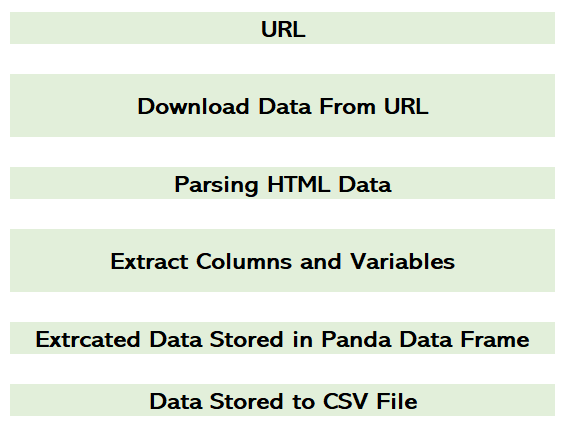 URL
Download Data From URL
Parsing HTML Data
Extract Columns and Variables
Extrcated Data Stored in Panda Data Frame
Data Stored to CSV File